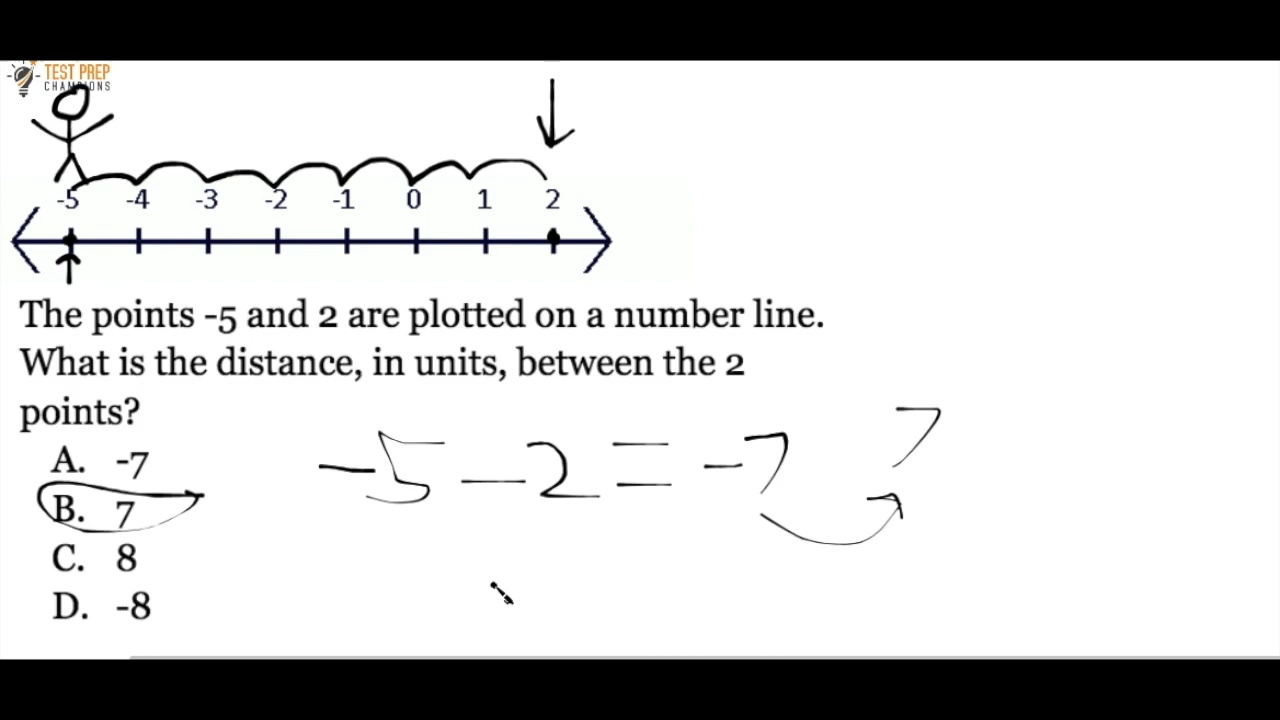 TEST PREP
CHAMPIONS
-5 -4 -3 -2 -1 0 1 2
The points -5 and 2 are plotted on a number line.
What is the distance, in units, between the 2
points?
A. -7
B. 7
C. 8
D. -8
-5 - 2 = -7 7